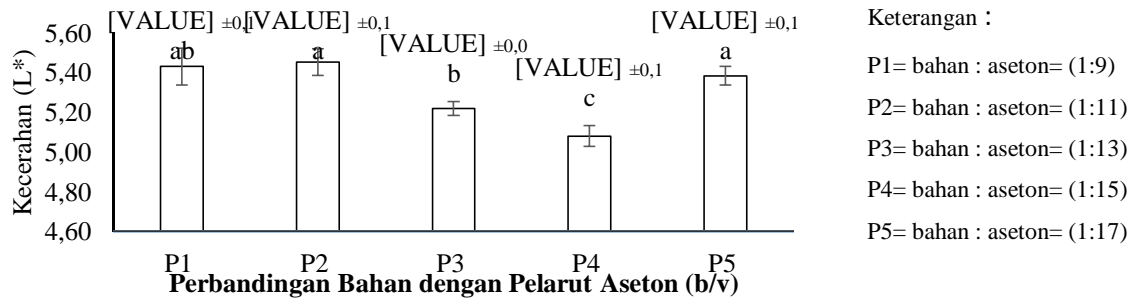 [VALUE] ±0,1
ab
[VALUE] ±0,1
a
[VALUE] ±0,0
b
[VALUE] ±0,1
c
[VALUE] ±0,1
a
Kecerahan (L*)
5,60
5,40
5,20
5,00
4,80
4,60
P1 P2 P3 P4 P5
Perbandingan Bahan dengan Pelarut Aseton (b/v)
Keterangan :
P1= bahan : aseton= (1:9)
P2= bahan : aseton= (1:11)
P3= bahan : aseton= (1:13)
P4= bahan : aseton= (1:15)
P5= bahan : aseton= (1:17)